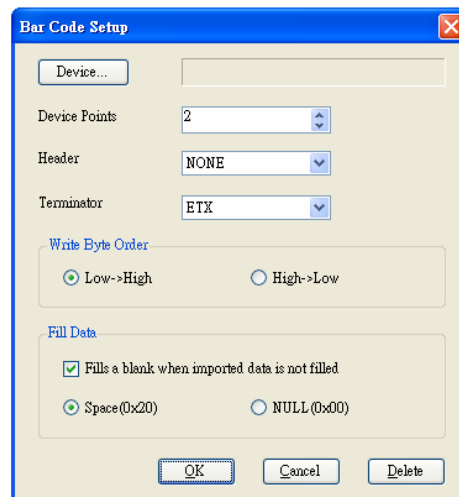 Bar Code Setup
Device...
Device Points 2
Header NONE
Terminator ETX
Write Byte Order
Low->High High->Low
Fill Data
Fills a blank when imported data is not filled
Space(0x20) NULL(0x00)
OK Cancel Delete